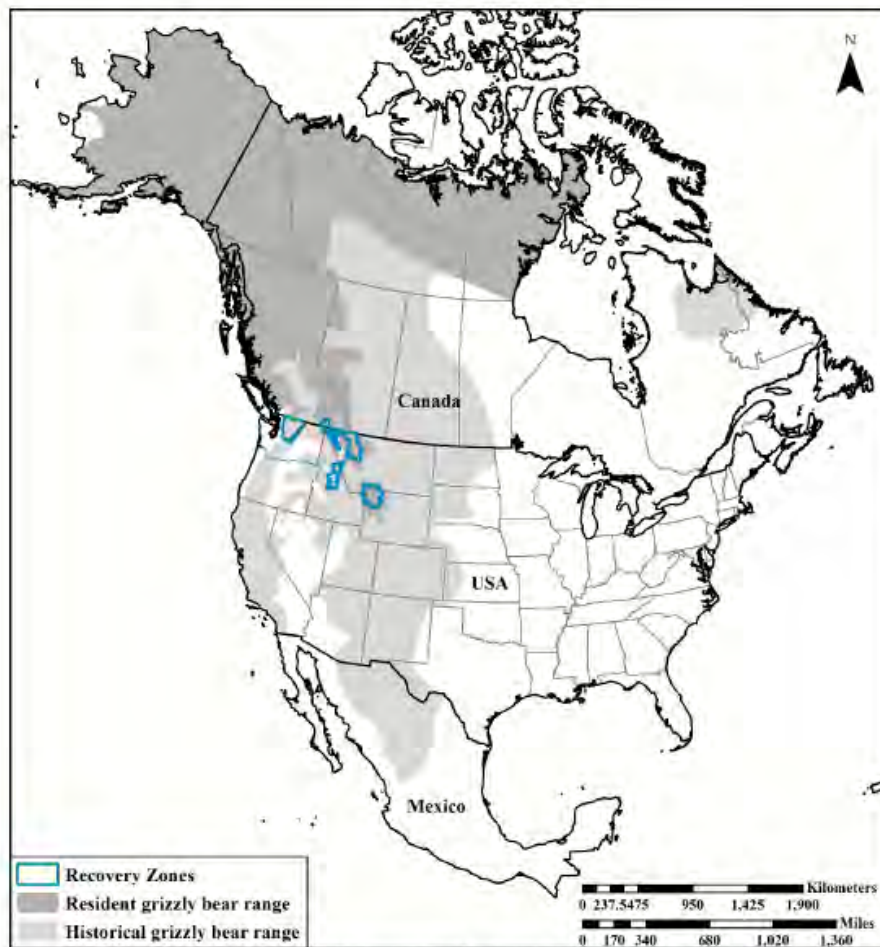 N
Canada
USA
Mexico
Recovery Zones
Resident grizzly bear range
Historical grizzly bear range
Kilometers
0 237.5475 950 1,425 1,900
Miles
0 170 340 680 1,020 1,360